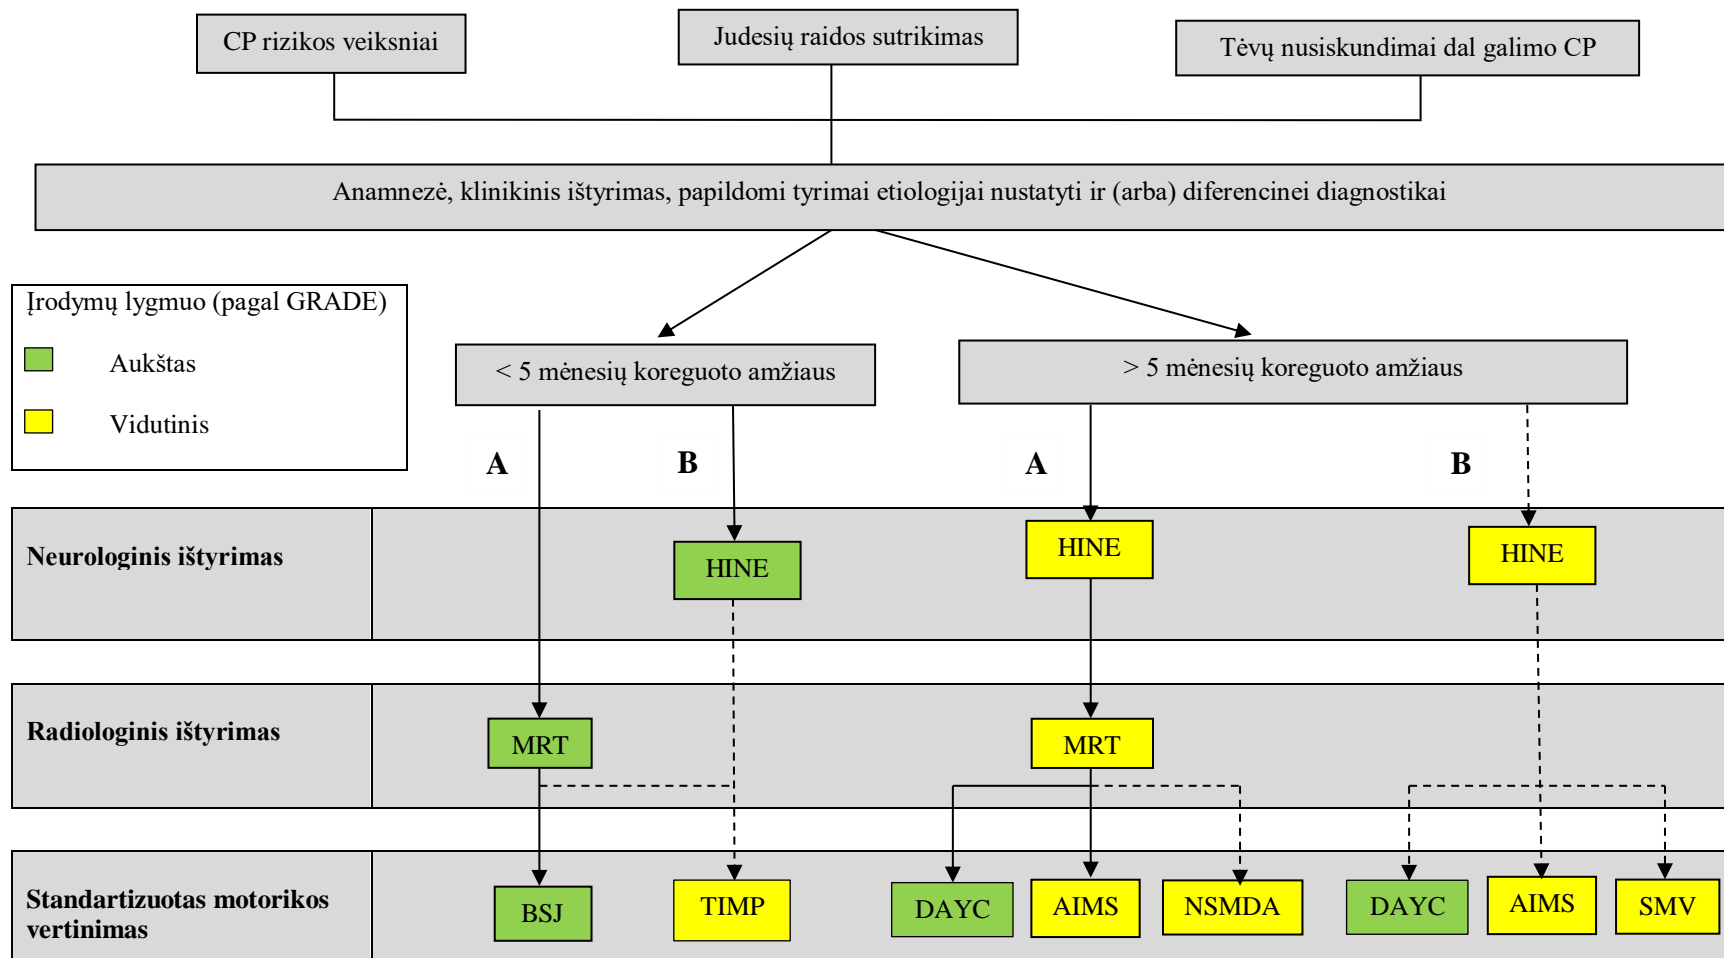 CP rizikos veiksniai
Judesių raidos sutrikimas
Tėvų nusiskundimai dal galimo CP
Anamnezė, klinikinis ištyrimas, papildomi tyrimai etiologijai nustatyti ir (arba) diferencinei diagnostikai
Įrodymų lygmuo (pagal GRADE)
Aukštas
Vidutinis
< 5 mėnesių koreguoto amžiaus
> 5 mėnesių koreguoto amžiaus
A
B
A
B
Neurologinis ištyrimas
HINE
HINE
HINE
Radiologinis ištyrimas
MRT
MRT
Standartizuotas motorikos
vertinimas
BSJ
TIMP
DAYC
AIMS
NSMDA
DAYC
AIMS
SMV